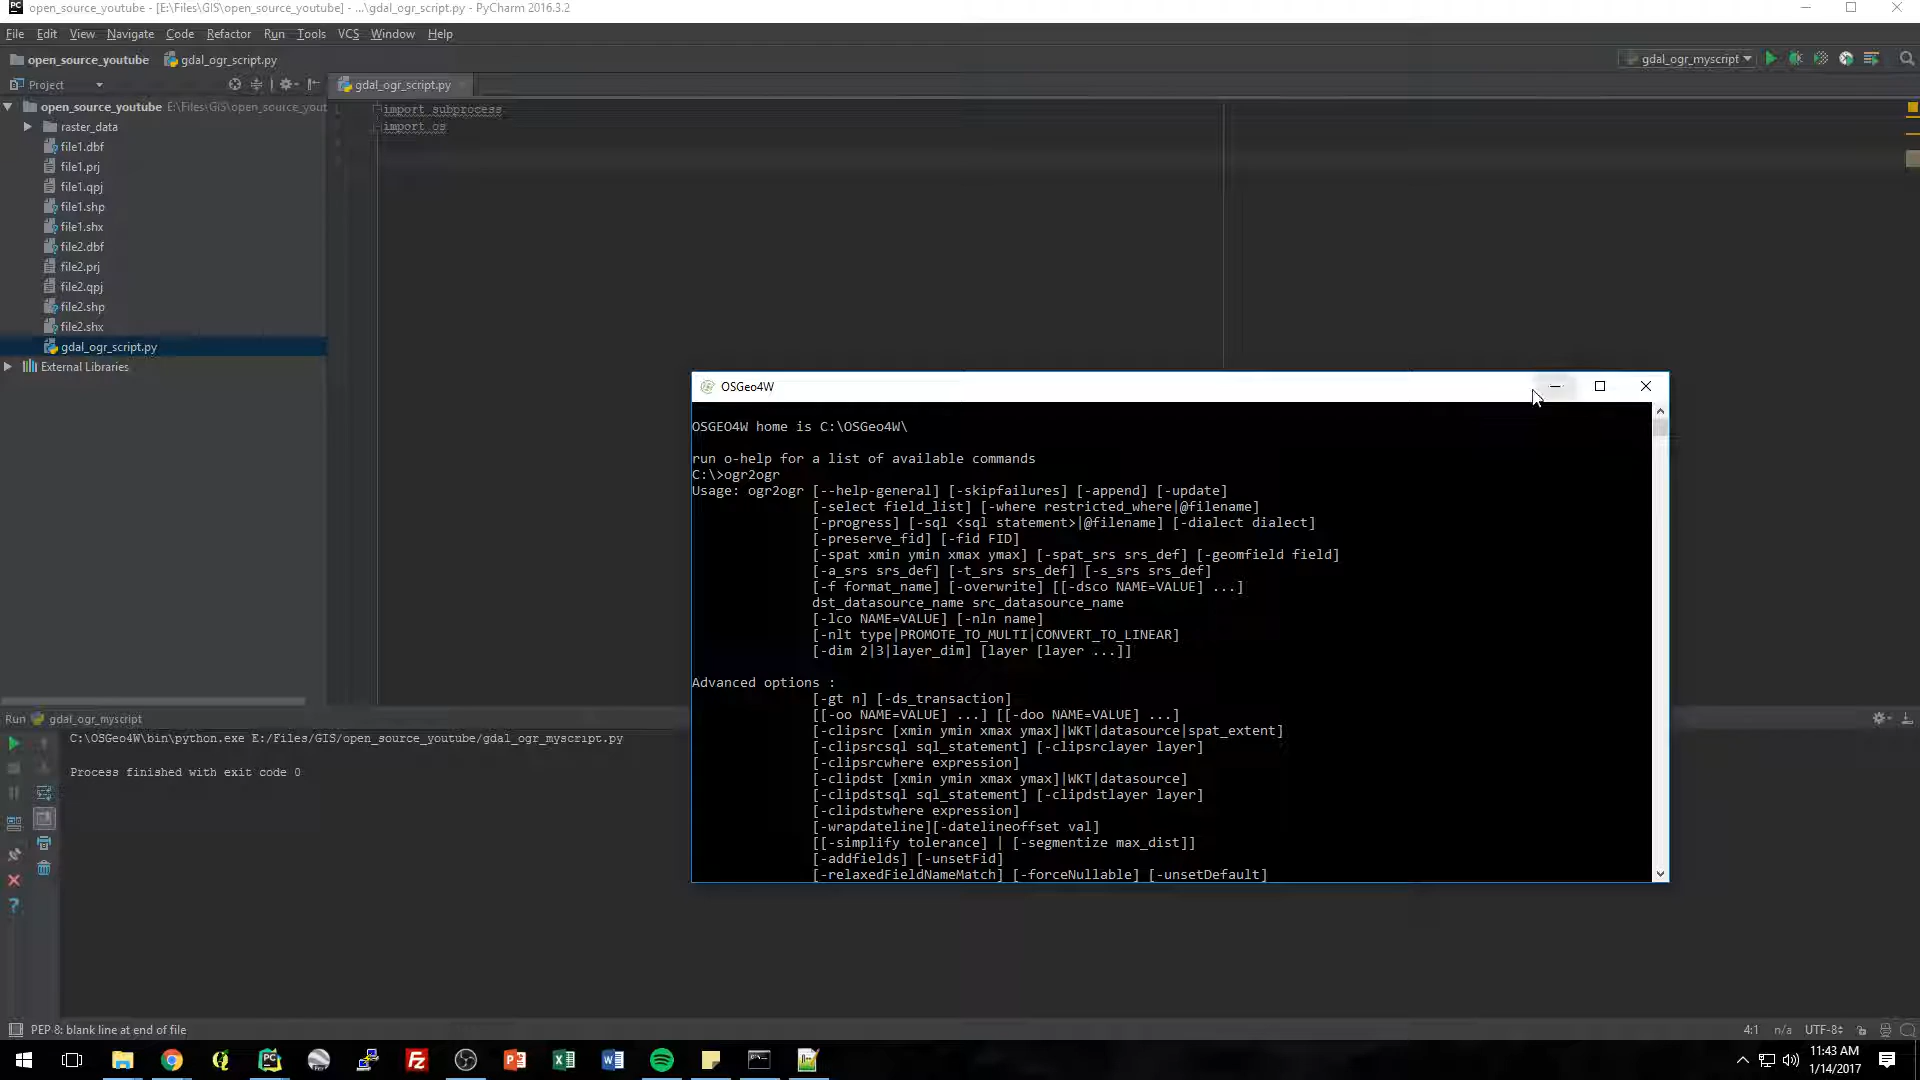 open_source_youtube - [E:\Files\GIS\open_source_youtube] - ...\gdal_ogr_script.py - PyCharm 2016.3.2
File Edit View Navigate Code Refactor Run Tools VCS Window Help
open_source_youtube gdal_ogr_script.py gdal_ogr_myscript
Project gdal_ogr_script.py
open_source_youtube E:\Files\GIS\open_source_yout
raster_data
file1.dbf
file1.prj
file1.qpj
file1.shp
file1.shx
file2.dbf
file2.prj
file2.qpj
file2.shp
file2.shx
gdal_ogr_script.py
External Libraries
import subprocess
import os
OSGeo4W
OSGEO4W home is C:\OSGeo4W\
run o-help for a list of available commands
C:\>ogr2ogr
Usage: ogr2ogr [--help-general] [-skipfailures] [-append] [-update]
[-select field_list] [-where restricted_where|@filename]
[-progress] [-sql <sql statement>|@filename] [-dialect dialect]
[-preserve_fid] [-fid FID]
[-spat xmin ymin xmax ymax] [-spat_srs srs_def] [-geomfield field]
[-a_srs srs_def] [-t_srs srs_def] [-s_srs srs_def]
[-f format_name] [-overwrite] [[-dsco NAME=VALUE] ...]
dst_datasource_name src_datasource_name
[-lco NAME=VALUE] [-nln name]
[-nlt type|PROMOTE_TO_MULTI|CONVERT_TO_LINEAR]
[-dim 2|3|layer_dim] [layer [layer ...]]
Advanced options :
[-gt n] [-ds_transaction]
[[-oo NAME=VALUE] ...] [[-doo NAME=VALUE] ...]
[-clipsrc [xmin ymin xmax ymax]|WKT|datasource|spat_extent]
[-clipsrcsql sql_statement] [-clipsrclayer layer]
[-clipsrcwhere expression]
[-clipdst [xmin ymin xmax ymax]|WKT|datasource]
[-clipdstsql sql_statement] [-clipdstlayer layer]
[-clipdstwhere expression]
[-wrapdateline][-datelineoffset val]
[[-simplify tolerance] | [-segmentize max_dist]]
[-addfields] [-unsetFid]
[-relaxedFieldNameMatch] [-forceNullable] [-unsetDefault]
Run gdal_ogr_myscript
C:\OSGeo4W\bin\python.exe E:/Files/GIS/open_source_youtube/gdal_ogr_myscript.py
Process finished with exit code 0
PEP 8: blank line at end of file 4:1 n/a UTF-8
11:43 AM
1/14/2017